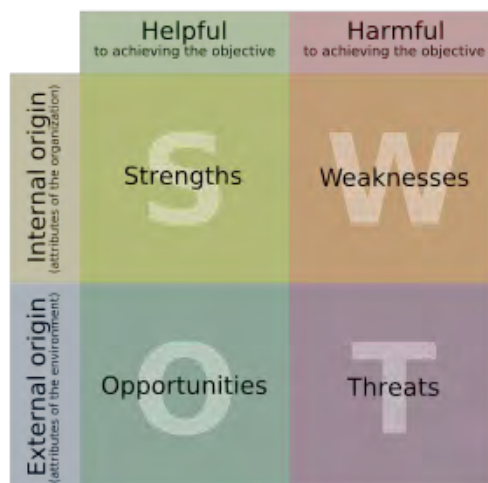 Helpful
to achieving the objective
Harmful
to achieving the objective
Internal origin
(attributes of the organization)
S
Strengths
W
Weaknesses
External origin
(attributes of the environment)
O
Opportunities
T
Threats